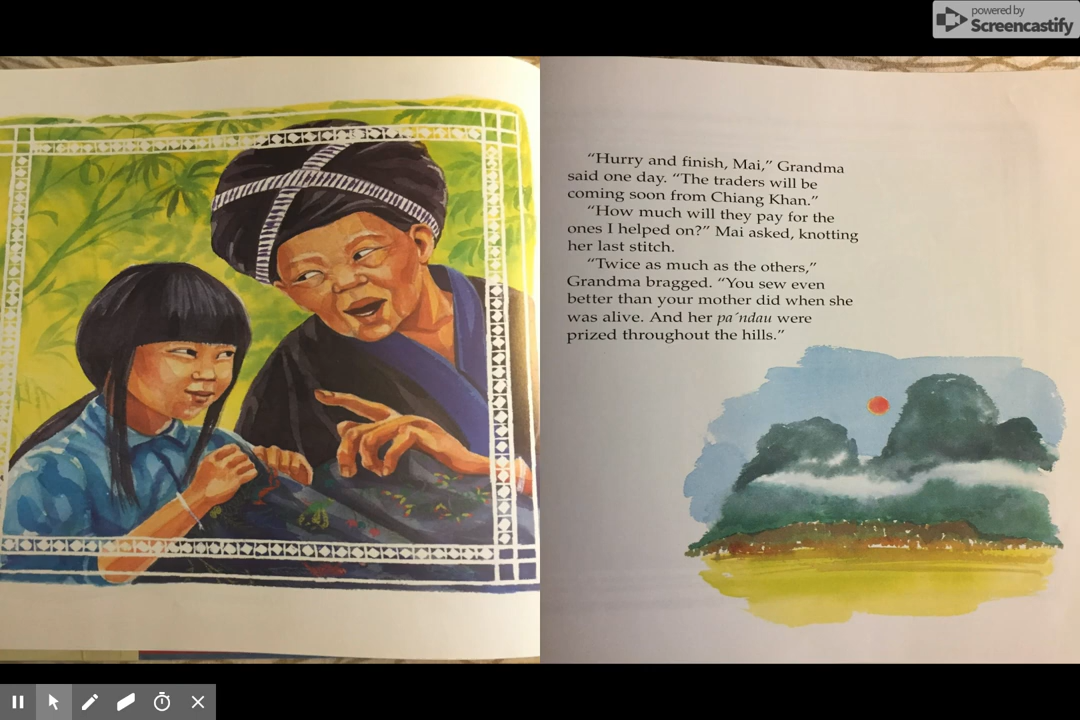 powered by
Screencastify
“Hurry and finish, Mai,” Grandma
said one day. “The traders will be
coming soon from Chiang Khan.”
“How much will they pay for the
ones I helped on?” Mai asked, knotting
her last stitch.
“Twice as much as the others,”
Grandma bragged. “You sew even
better than your mother did when she
was alive. And her pa´ndau were
prized throughout the hills.”